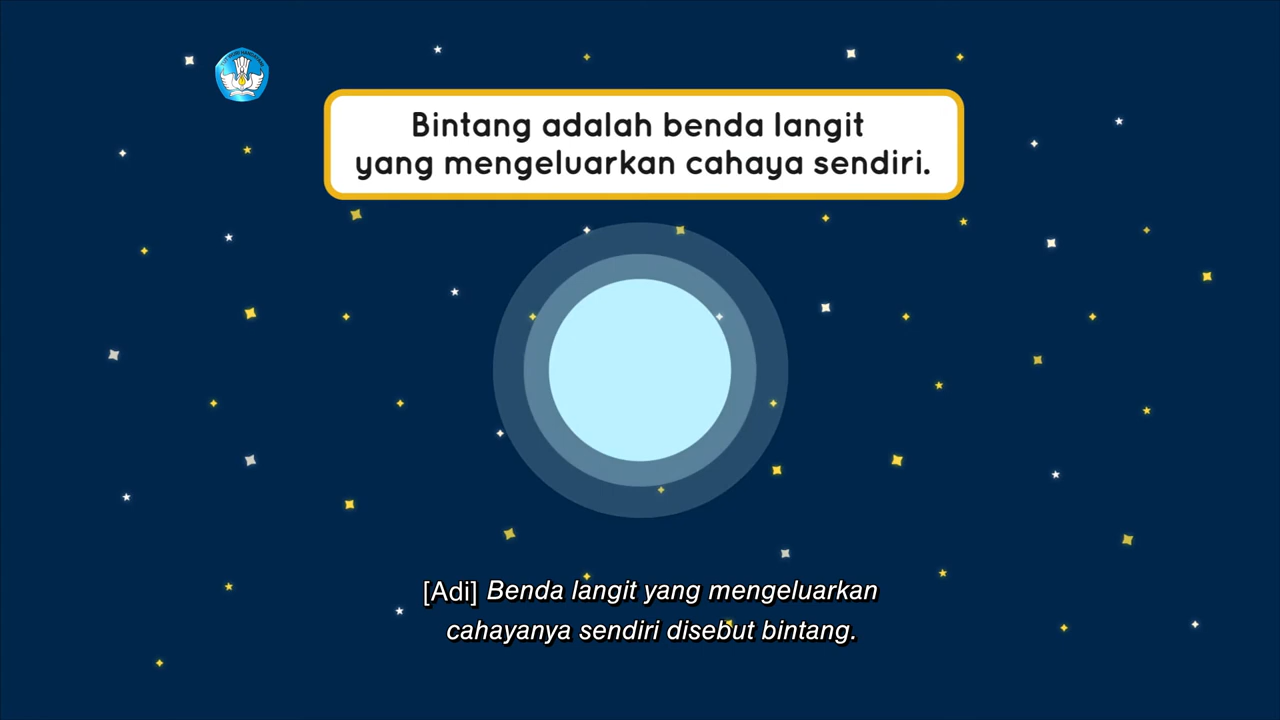 Bintang adalah benda langit
yang mengeluarkan cahaya sendiri.
[Adi] Benda langit yang mengeluarkan
cahayanya sendiri disebut bintang.